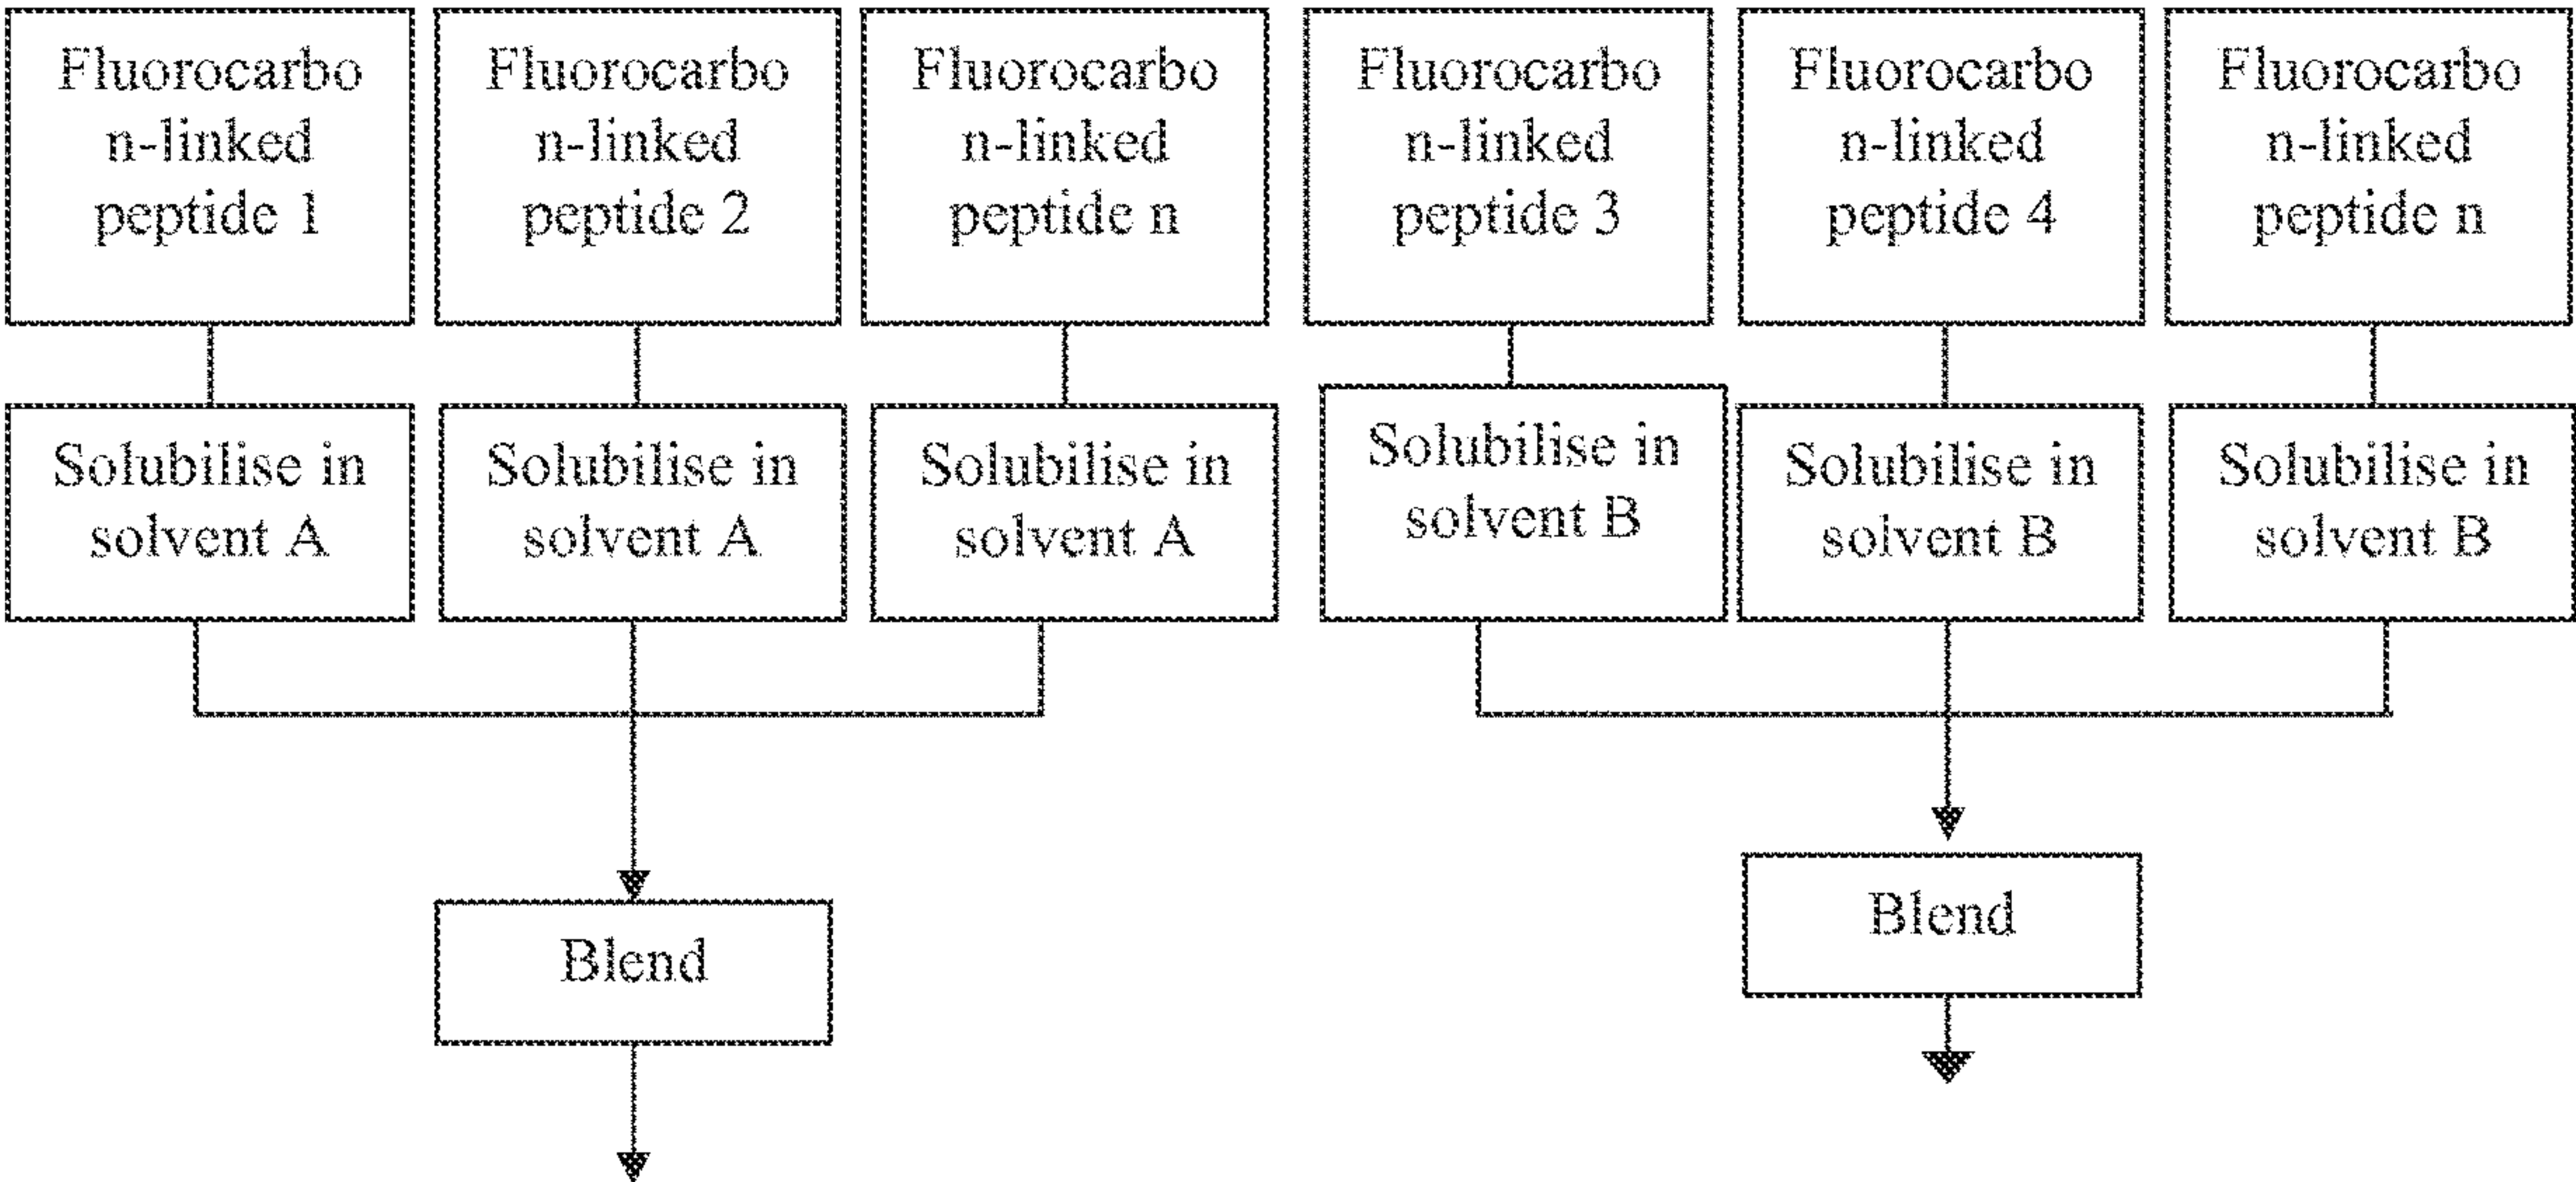 Fluorocarbo
n-linked
peptide 1
Fluorocarbo
n-linked
peptide 2
Fluorocarbo
n-linked
peptide n
Fluorocarbo
n-linked
peptide 3
Fluorocarbo
n-linked
peptide 4
Fluorocarbo
n-linked
peptide n
Solubilise in
solvent A
Solubilise in
solvent A
Solubilise in
solvent A
Solubilise in
solvent B
Solubilise in
solvent B
Solubilise in
solvent B
Blend
Blend